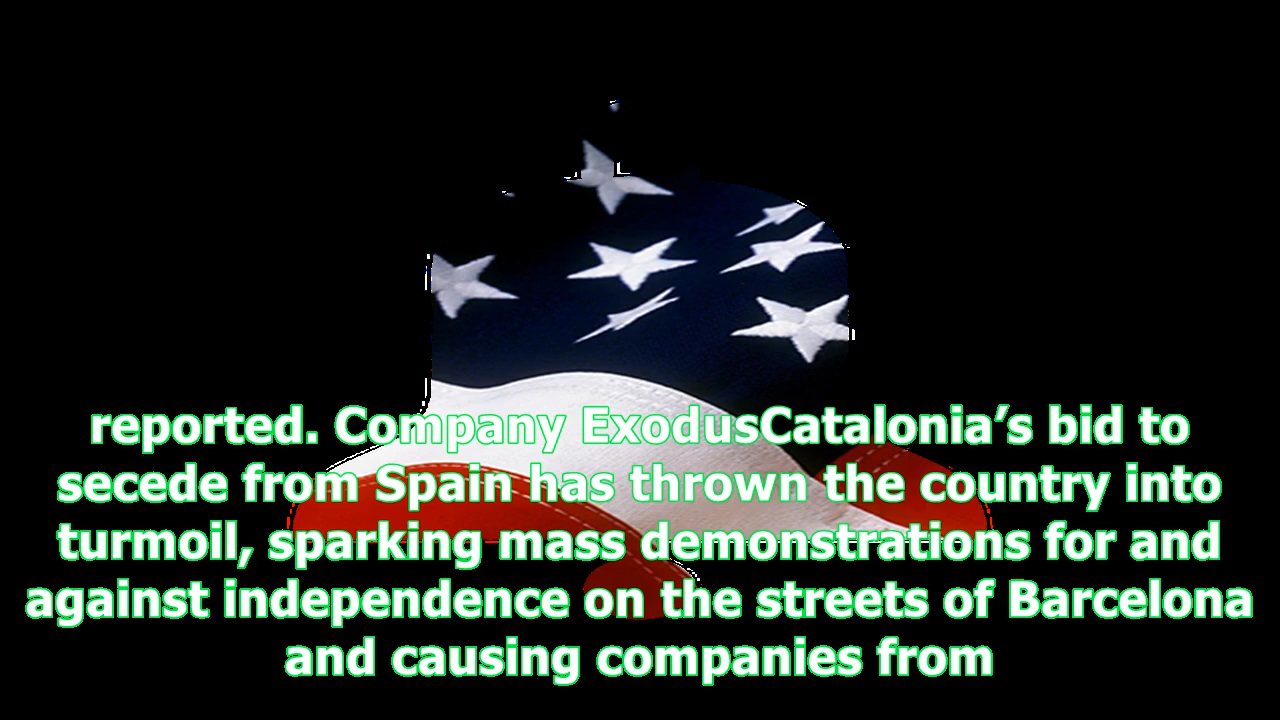 reported. Company ExodusCatalonia’s bid to
secede from Spain has thrown the country into
turmoil, sparking mass demonstrations for and
against independence on the streets of Barcelona
and causing companies from